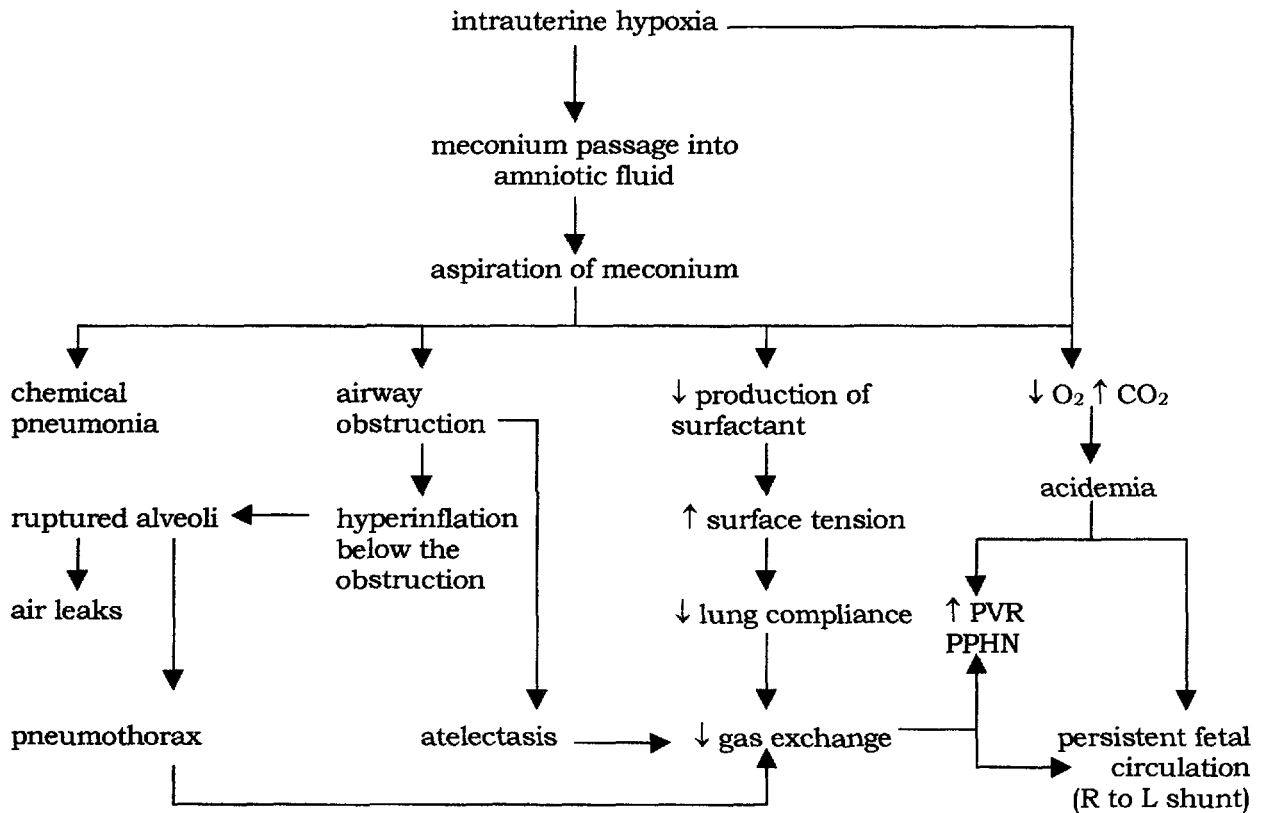 intrauterine hypoxia
meconium passage into
amniotic fluid
aspiration of meconium
chemical
pneumonia
airway
obstruction
↓ production of
surfactant
↓ O₂ ↑ CO₂
acidemia
ruptured alveoli
hyperinflation
below the
obstruction
↑ surface tension
air leaks
↓ lung compliance
↑ PVR
PPHN
pneumothorax
atelectasis
↓ gas exchange
persistent fetal
circulation
(R to L shunt)